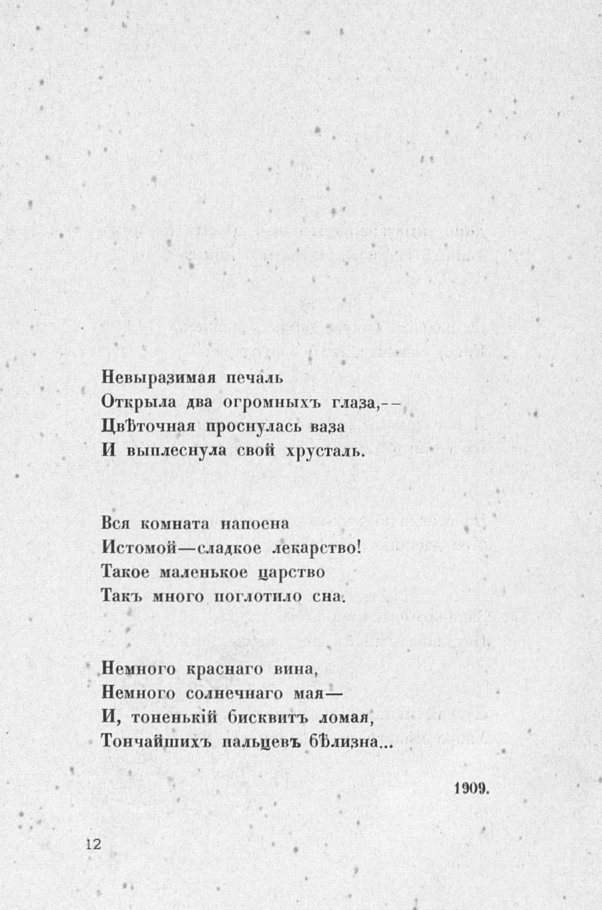 Невыразимая печаль
Открыла два огромныхъ глаза,--
Цвѣточная проснулась ваза
И выплеснула свой хрусталь.
Вся комната напоена
Истомой—сладкое лекарство!
Такое маленькое царство
Такъ много поглотило сна.
Немного краснаго вина,
Немного солнечнаго мая—
И, тоненькій бисквитъ ломая,
Тончайшихъ пальцевъ бѣлизна...
1909.
12